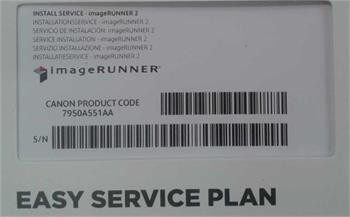 INSTALL SERVICE - imageRUNNER 2
INSTALLATIONSSERVICE - imageRUNNER 2
SERVICIO DE INSTALACIÓN: imageRUNNER 2
SERVICE INSTALLATION - imageRUNNER 2
SERVIZIO INSTALLAZIONE - imageRUNNER 2
INSTALLATIESERVICE - imageRUNNER 2
imageRUNNER®
CANON PRODUCT CODE
7950A551AA
S/N
EASY SERVICE PLAN